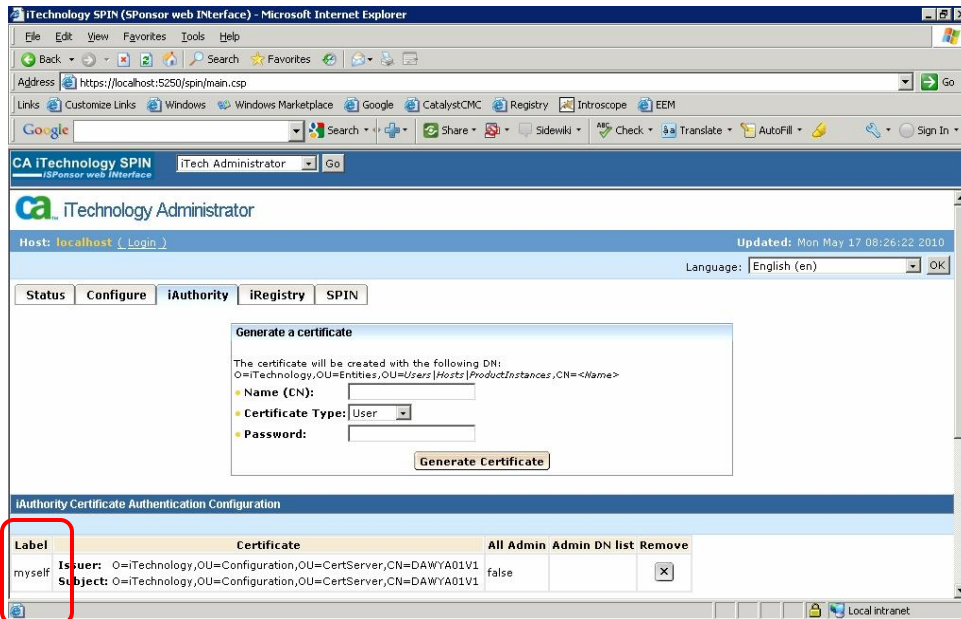 iTechnology SPIN (SPonsor web INterface) - Microsoft Internet Explorer
File Edit View Favorites Tools Help
Back Search Favorites
Address https://localhost:5250/spin/main.csp Go
Links Customize Links Windows Windows Marketplace Google CatalystCMC Registry Introscope EEM
Google Search Share Sidewiki Check Translate AutoFill Sign In
CA iTechnology SPIN iTech Administrator Go
iSPonsor web INterface
ca iTechnology Administrator
Host: localhost ( Login ) Updated: Mon May 17 08:26:22 2010
Language: English (en) OK
Status Configure iAuthority iRegistry SPIN
Generate a certificate
The certificate will be created with the following DN:
O=iTechnology,OU=Entities,OU=Users|Hosts|ProductInstances,CN=<Name>
Name (CN):
Certificate Type: User
Password:
Generate Certificate
iAuthority Certificate Authentication Configuration
Label Certificate All Admin Admin DN list Remove
myself Issuer: O=iTechnology,OU=Configuration,OU=CertServer,CN=DAWYA01V1 false
Subject: O=iTechnology,OU=Configuration,OU=CertServer,CN=DAWYA01V1
Local intranet